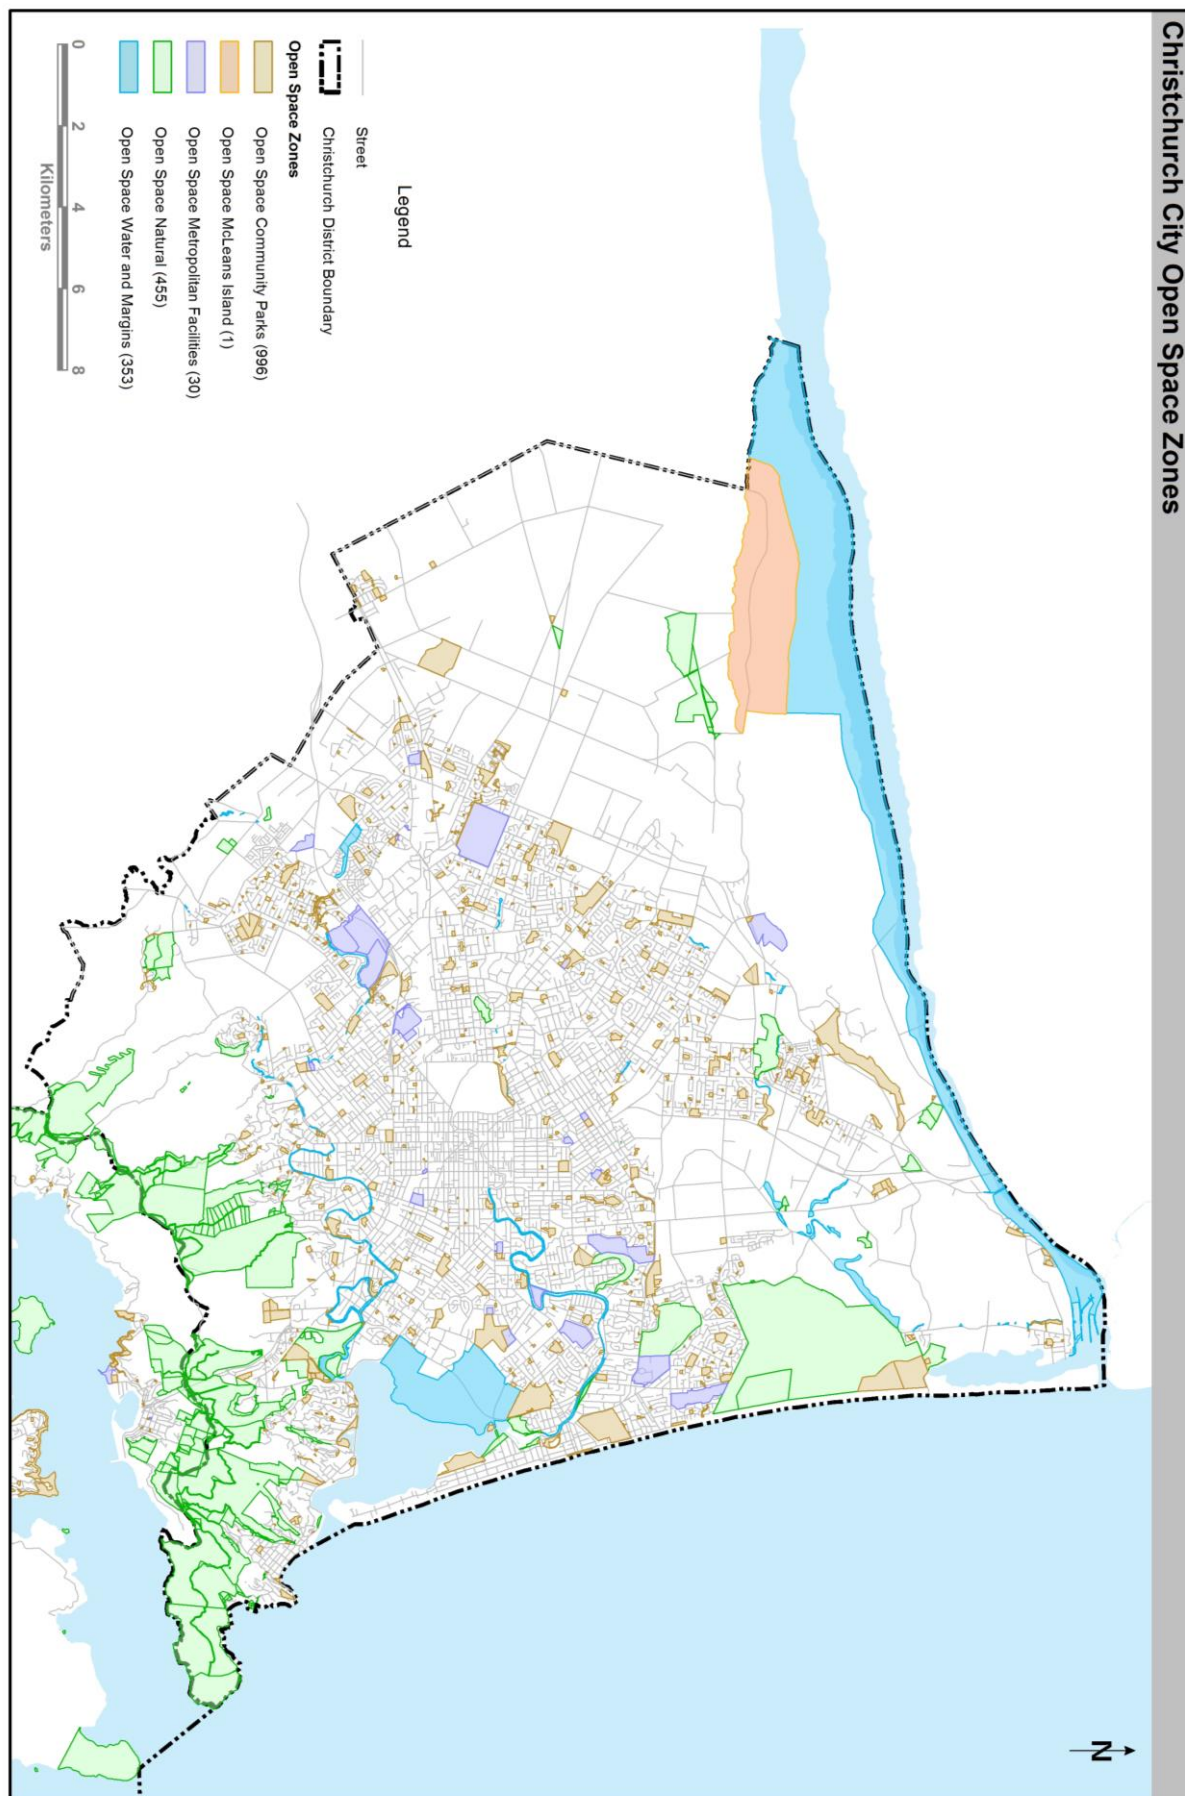 Christchurch City Open Space Zones
Legend
Street
Christchurch District Boundary
Open Space Zones
Open Space Community Parks (996)
Open Space McLeans Island (1)
Open Space Metropolitan Facilities (30)
Open Space Natural (455)
Open Space Water and Margins (353)
0 2 4 6 8
Kilometers
N